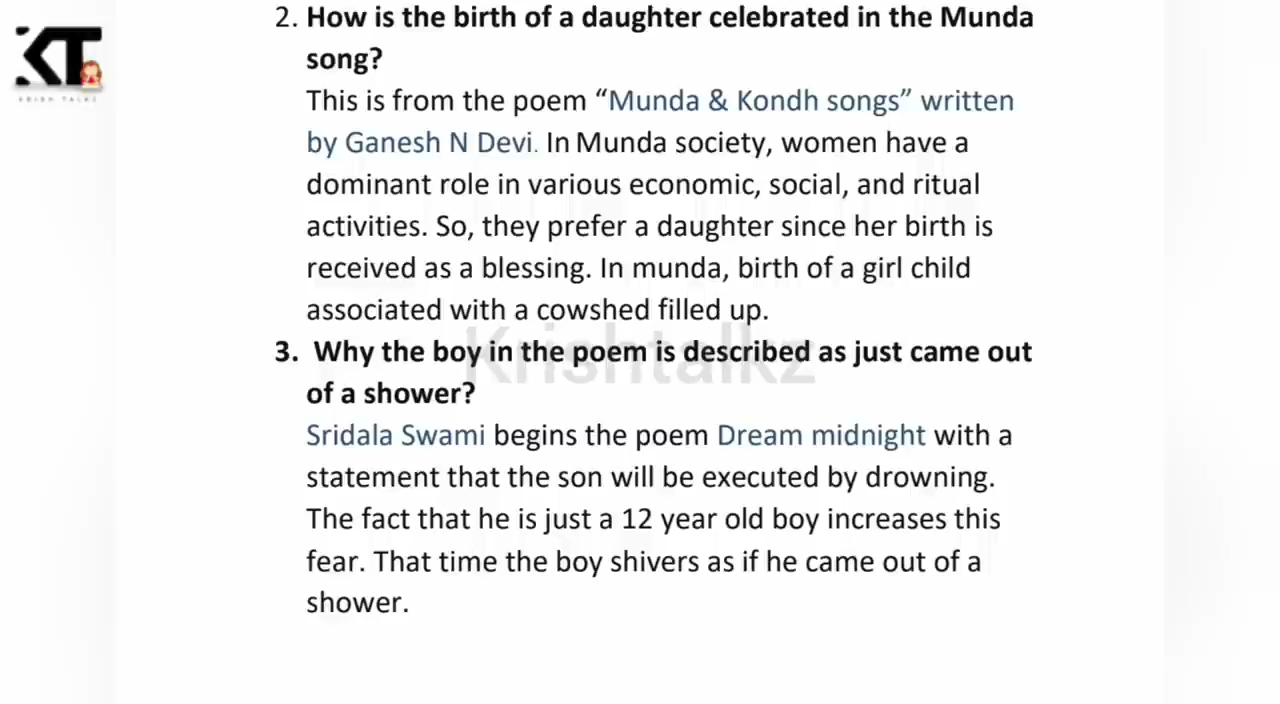 KT
KRISH TALKZ
2. How is the birth of a daughter celebrated in the Munda
song?
This is from the poem “Munda & Kondh songs” written
by Ganesh N Devi. In Munda society, women have a
dominant role in various economic, social, and ritual
activities. So, they prefer a daughter since her birth is
received as a blessing. In munda, birth of a girl child
associated with a cowshed filled up.
Krishtalkz
3. Why the boy in the poem is described as just came out
of a shower?
Sridala Swami begins the poem Dream midnight with a
statement that the son will be executed by drowning.
The fact that he is just a 12 year old boy increases this
fear. That time the boy shivers as if he came out of a
shower.